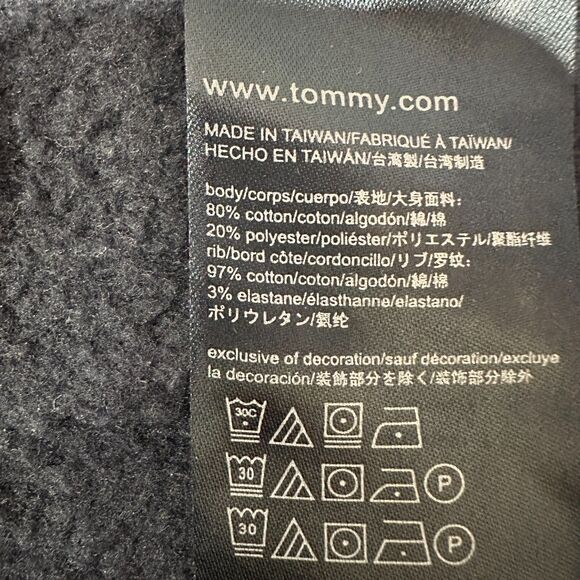 www.tommy.com
MADE IN TAIWAN/FABRIQUÉ À TAÏWAN/
HECHO EN TAIWÁN/台湾製/台湾制造
body/corps/cuerpo/表地/大身面料:
80% cotton/coton/algodón/綿/棉
20% polyester/poliéster/ポリエステル/聚酯纤维
rib/bord côte/cordoncillo/リブ/罗纹:
97% cotton/coton/algodón/綿/棉
3% elastane/élasthanne/elastano/
ポリウレタン/氨纶
exclusive of decoration/sauf décoration/excluye
la decoración/装飾部分を除く/装饰部分除外
30C
30 P
30 P